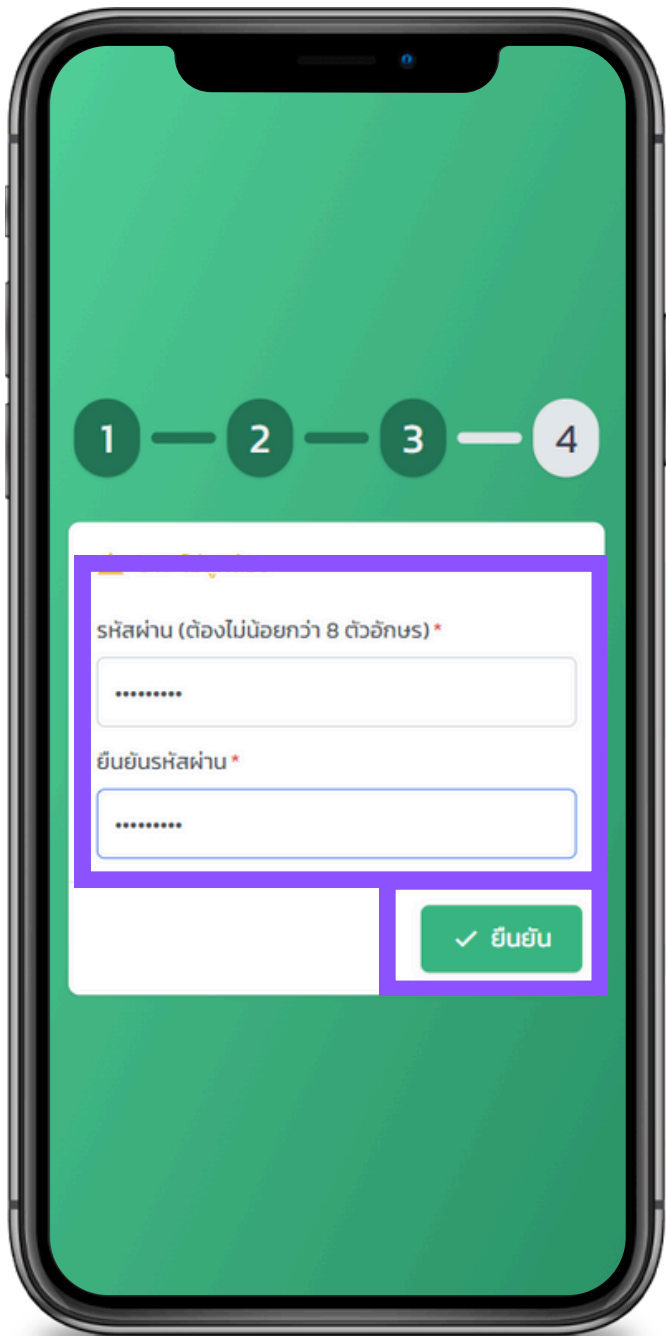 1 2 3 4
รหัสผ่าน (ต้องไม่น้อยกว่า 8 ตัวอักษร) *
•••••••••
ยืนยันรหัสผ่าน *
•••••••••
ยืนยัน